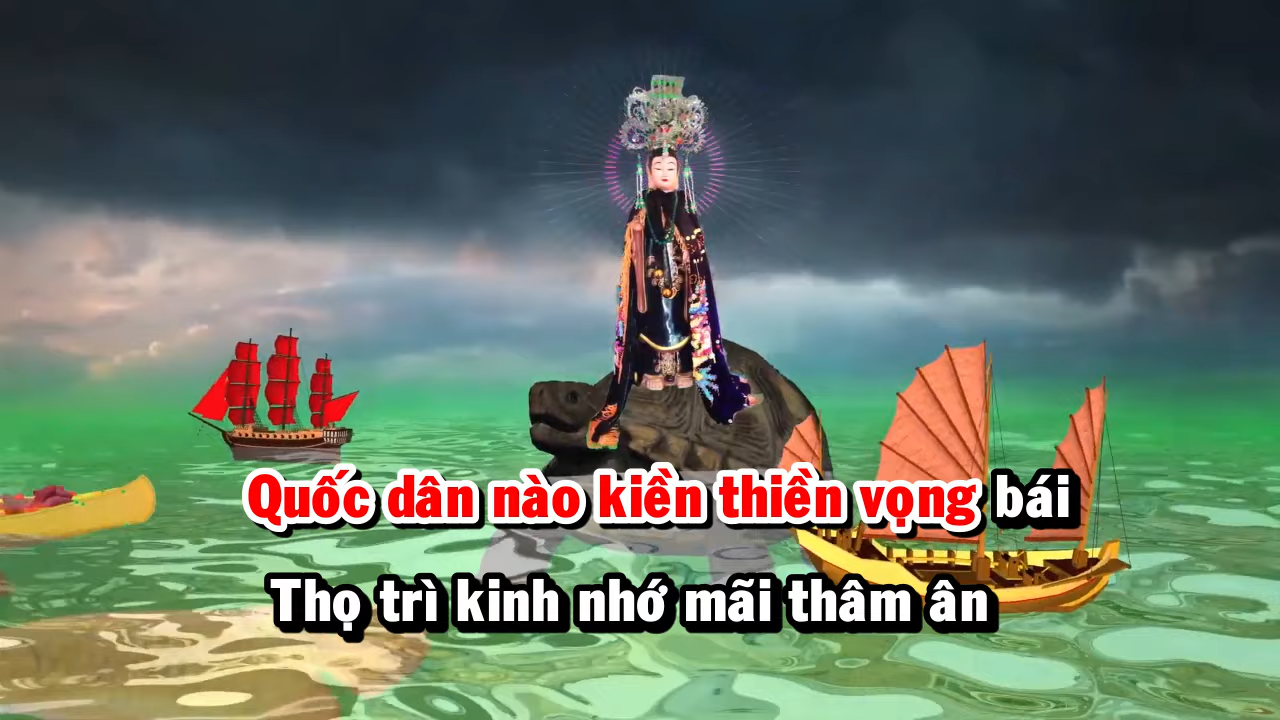 Quốc dân nào kiền thiền vọng bái
Thọ trì kinh nhớ mãi thâm ân